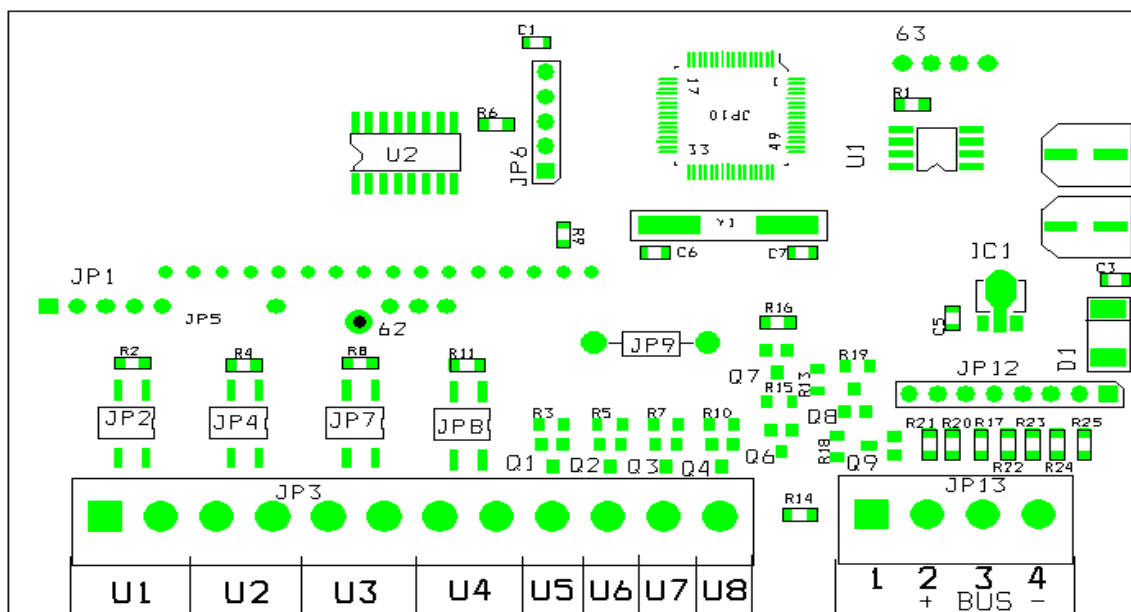 C1
63
17
R1
R6
JP10
U2
JP6
33
49
U1
R9
C6
C7
JP1
IC1
C3
JP5
62
R16
C5
R2
R4
R8
R11
JP9
Q7
R13
R19
JP12
D1
JP2
JP4
JP7
JP8
R3
R5
R7
R10
R15
Q8
R21
R20
R17
R23
R25
Q1
Q2
Q3
Q4
Q6
R18
Q9
R22
R24
JP3
R14
JP13
U1
U2
U3
U4
U5
U6
U7
U8
1
2
3
4
+
BUS
-